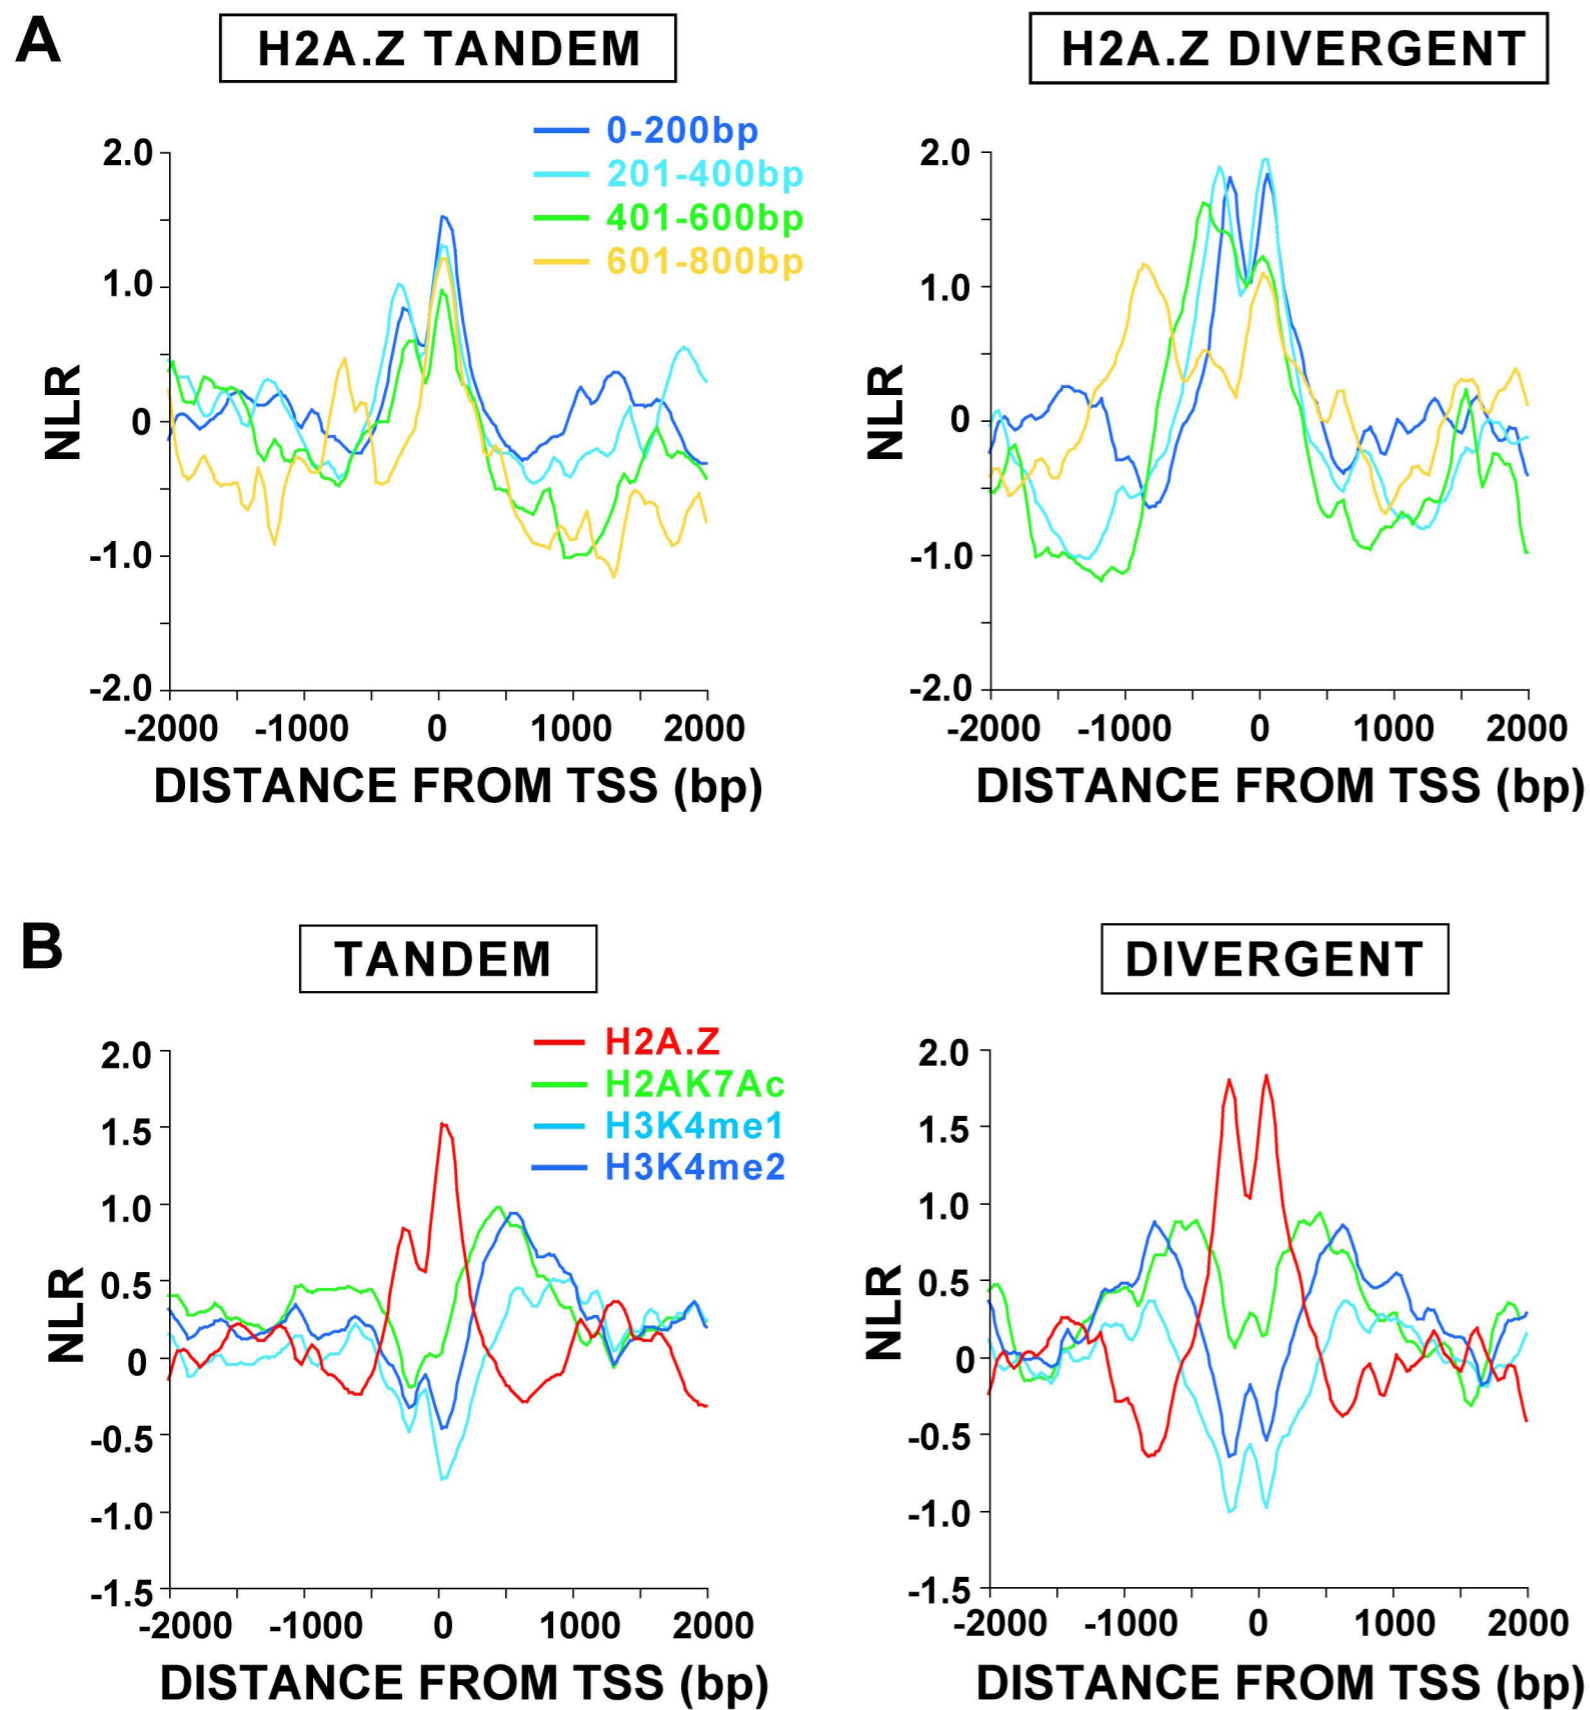 A
H2A.Z TANDEM
H2A.Z DIVERGENT
0-200bp
201-400bp
401-600bp
601-800bp
2.0
1.0
0
-1.0
-2.0
NLR
-2000 -1000 0 1000 2000
DISTANCE FROM TSS (bp)
2.0
1.0
0
-1.0
-2.0
NLR
-2000 -1000 0 1000 2000
DISTANCE FROM TSS (bp)
B
TANDEM
DIVERGENT
H2A.Z
H2AK7Ac
H3K4me1
H3K4me2
2.0
1.5
1.0
0.5
0
-0.5
-1.0
-1.5
NLR
-2000 -1000 0 1000 2000
DISTANCE FROM TSS (bp)
2.0
1.5
1.0
0.5
0
-0.5
-1.0
-1.5
NLR
-2000 -1000 0 1000 2000
DISTANCE FROM TSS (bp)